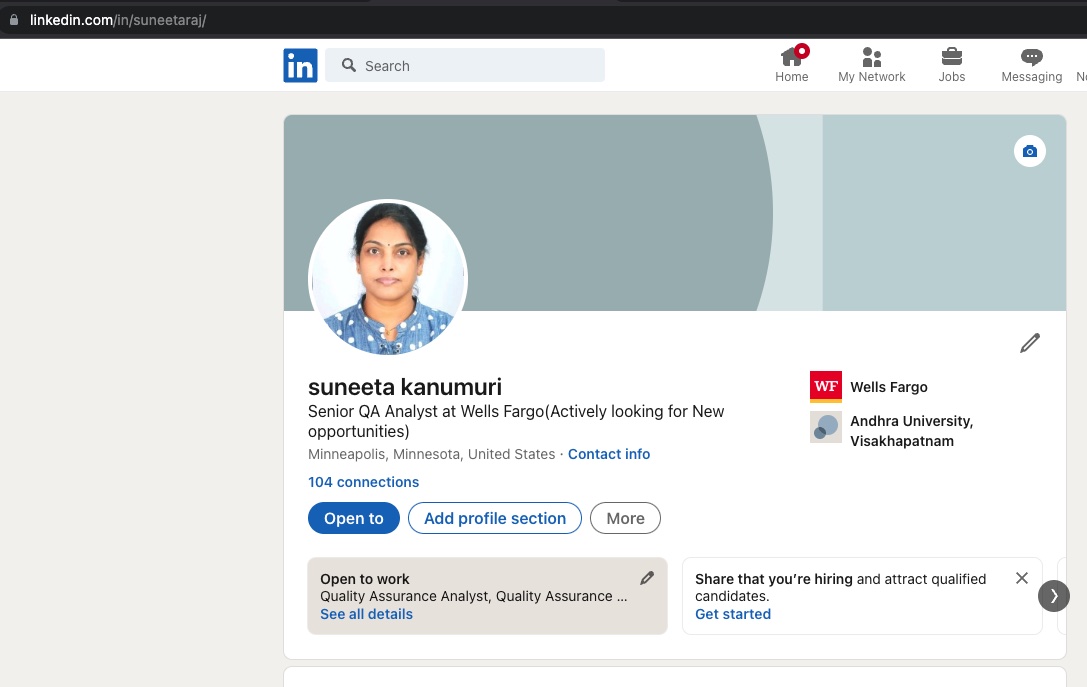 linkedin.com/in/suneetaraj/
in
Search
Home
My Network
Jobs
Messaging
suneeta kanumuri
Senior QA Analyst at Wells Fargo(Actively looking for New
opportunities)
Minneapolis, Minnesota, United States · Contact info
104 connections
WF
Wells Fargo
Andhra University,
Visakhapatnam
Open to
Add profile section
More
Open to work
Quality Assurance Analyst, Quality Assurance ...
See all details
Share that you're hiring and attract qualified
candidates.
Get started